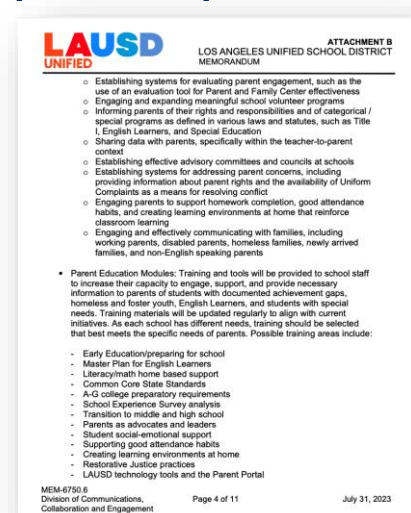 LAUSD
UNIFIED
ATTACHMENT B
LOS ANGELES UNIFIED SCHOOL DISTRICT
MEMORANDUM
o Establishing systems for evaluating parent engagement, such as the
use of an evaluation tool for Parent and Family Center effectiveness
o Engaging and expanding meaningful school volunteer programs
o Informing parents of their rights and responsibilities and of categorical /
special programs as defined in various laws and statutes, such as Title
I, English Learners, and Special Education
o Sharing data with parents, specifically within the teacher-to-parent
context
o Establishing effective advisory committees and councils at schools
o Establishing systems for addressing parent concerns, including
providing information about parent rights and the availability of Uniform
Complaints as a means for resolving conflict
o Engaging parents to support homework completion, good attendance
habits, and creating learning environments at home that reinforce
classroom learning
o Engaging and effectively communicating with families, including
working parents, disabled parents, homeless families, newly arrived
families, and non-English speaking parents
• Parent Education Modules: Training and tools will be provided to school staff
to increase their capacity to engage, support, and provide necessary
information to parents of students with documented achievement gaps,
homeless and foster youth, English Learners, and students with special
needs. Training materials will be updated regularly to align with current
initiatives. As each school has different needs, training should be selected
that best meets the specific needs of parents. Possible training areas include:
- Early Education/preparing for school
- Master Plan for English Learners
- Literacy/math home based support
- Common Core State Standards
- A-G college preparatory requirements
- School Experience Survey analysis
- Transition to middle and high school
- Parents as advocates and leaders
- Student social-emotional support
- Supporting good attendance habits
- Creating learning environments at home
- Restorative Justice practices
- LAUSD technology tools and the Parent Portal
MEM-6750.6
Division of Communications,
Collaboration and Engagement
Page 4 of 11
July 31, 2023